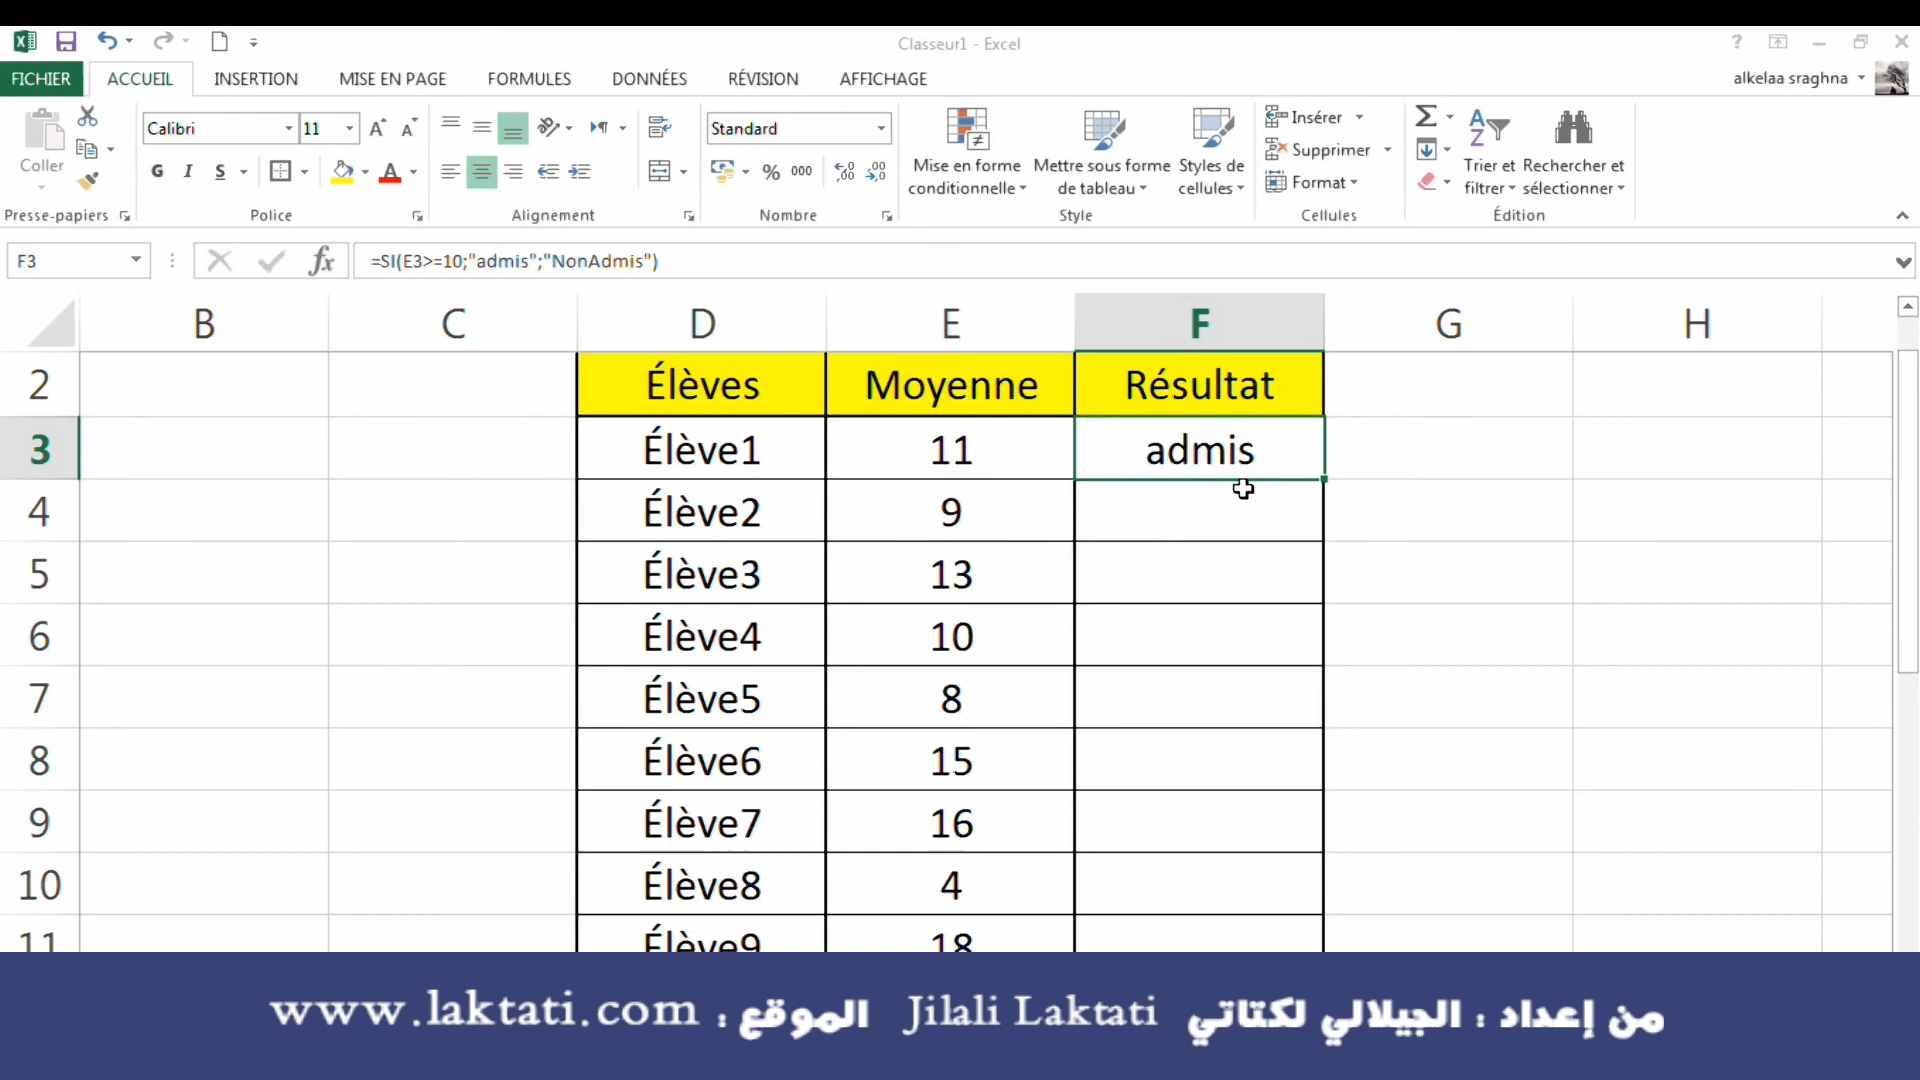 Classeur1 - Excel
?
FICHIER ACCUEIL INSERTION MISE EN PAGE FORMULES DONNÉES RÉVISION AFFICHAGE alkelaa sraghna
Coller
Calibri 11
G I S A
Standard
% 000
Mise en forme conditionnelle
Mettre sous forme de tableau
Styles de cellules
Insérer
Supprimer
Format
Σ
Trier et filtrer
Rechercher et sélectionner
Presse-papiers Police Alignement Nombre Style Cellules Édition
F3 fx =SI(E3>=10;"admis";"NonAdmis")
B C D E F G H
2 Élèves Moyenne Résultat
3 Élève1 11 admis
4 Élève2 9
5 Élève3 13
6 Élève4 10
7 Élève5 8
8 Élève6 15
9 Élève7 16
10 Élève8 4
11 Élève9 18
من إعداد : الجيلالي لكتاتي Jilali Laktati الموقع : www.laktati.com